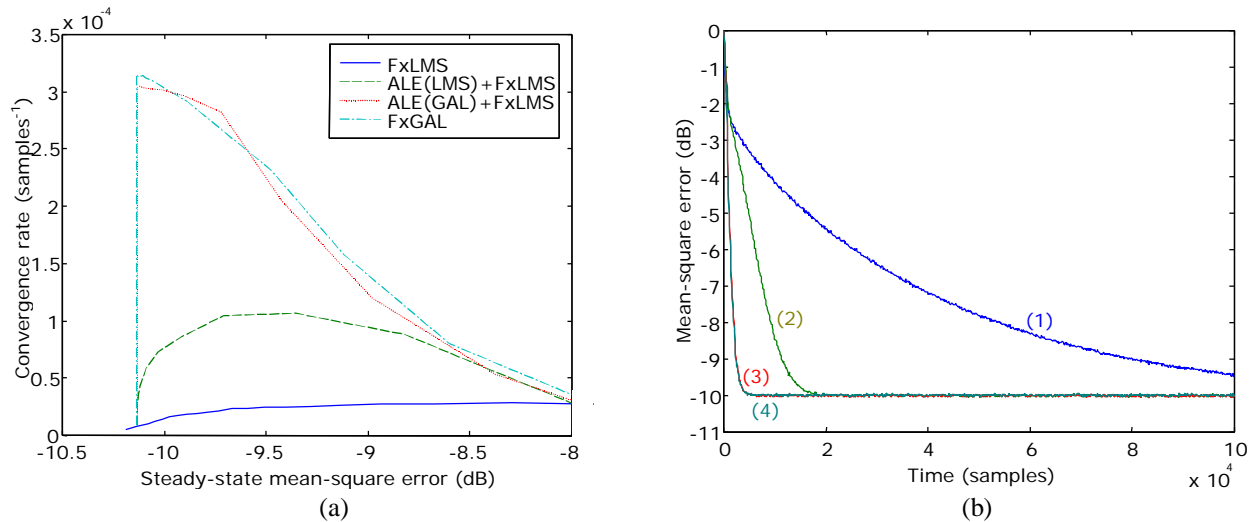 x 10-4
3.5
3
2.5
2
1.5
1
0.5
0
Convergence rate (samples-1)
FxLMS
ALE(LMS)+FxLMS
ALE(GAL)+FxLMS
FxGAL
-10.5 -10 -9.5 -9 -8.5 -8
Steady-state mean-square error (dB)
(a)
0
-1
-2
-3
-4
-5
-6
-7
-8
-9
-10
-11
Mean-square error (dB)
(1)
(2)
(3)
(4)
0 2 4 6 8 10
Time (samples)
x 10 4
(b)